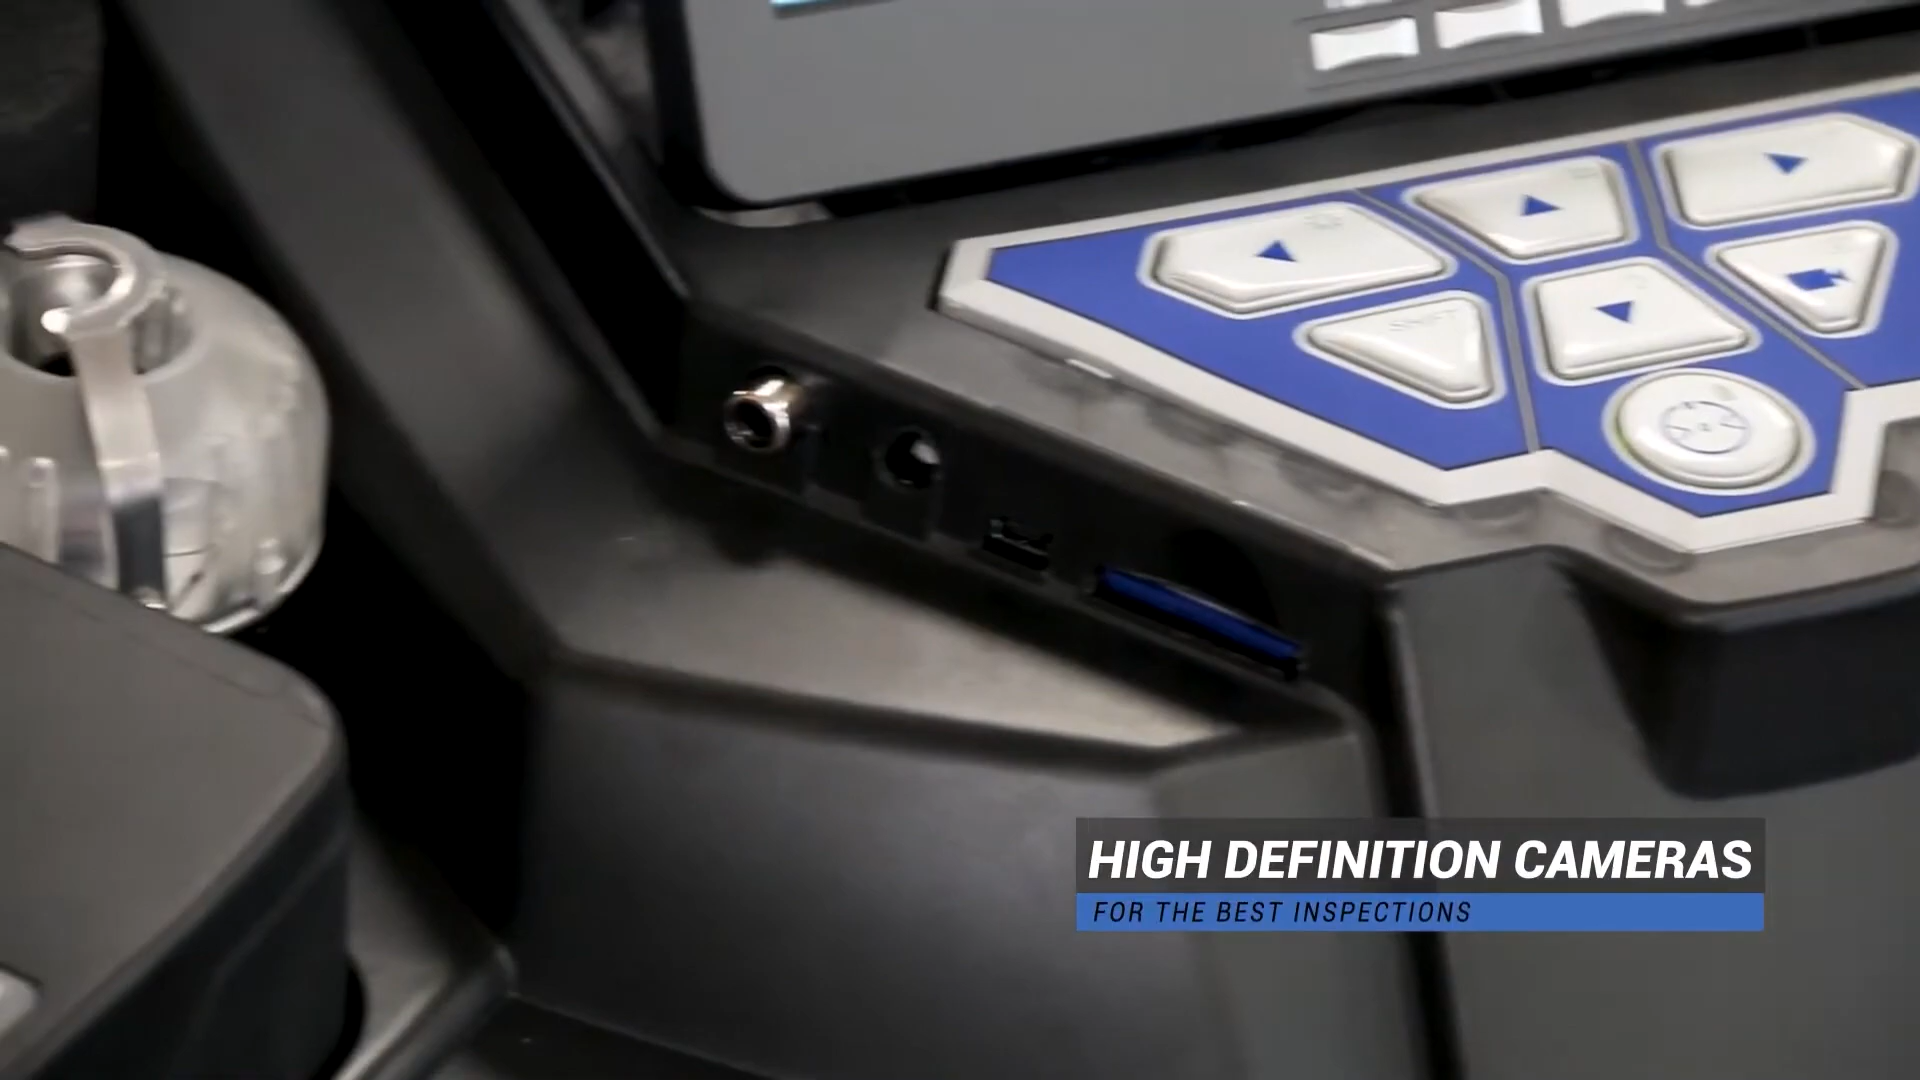 HIGH DEFINITION CAMERAS
FOR THE BEST INSPECTIONS